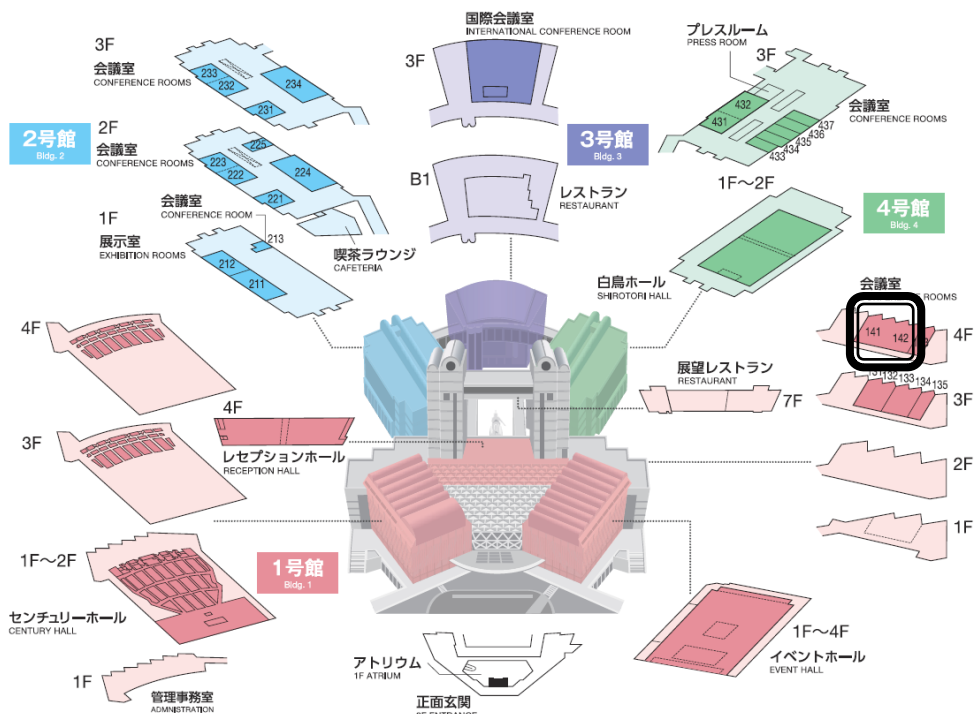 3F
会議室
CONFERENCE ROOMS
233
232
234
231
2号館
Bldg. 2
2F
会議室
CONFERENCE ROOMS
225
223
222
224
221
会議室
CONFERENCE ROOM
213
1F
展示室
EXHIBITION ROOMS
212
211
喫茶ラウンジ
CAFETERIA
国際会議室
INTERNATIONAL CONFERENCE ROOM
3F
3号館
Bldg. 3
B1
レストラン
RESTAURANT
プレスルーム
PRESS ROOM
3F
432
431
会議室
CONFERENCE ROOMS
437
436
435
434
433
1F～2F
4号館
Bldg. 4
白鳥ホール
SHIROTORI HALL
会議室
ROOMS
141
142
4F
132
133
134
135
3F
2F
1F
展望レストラン
RESTAURANT
7F
4F
4F
レセプションホール
RECEPTION HALL
3F
1F～2F
センチュリーホール
CENTURY HALL
1号館
Bldg. 1
1F
管理事務室
ADMNISTRATION
アトリウム
1F ATRIUM
正面玄関
1F～4F
イベントホール
EVENT HALL